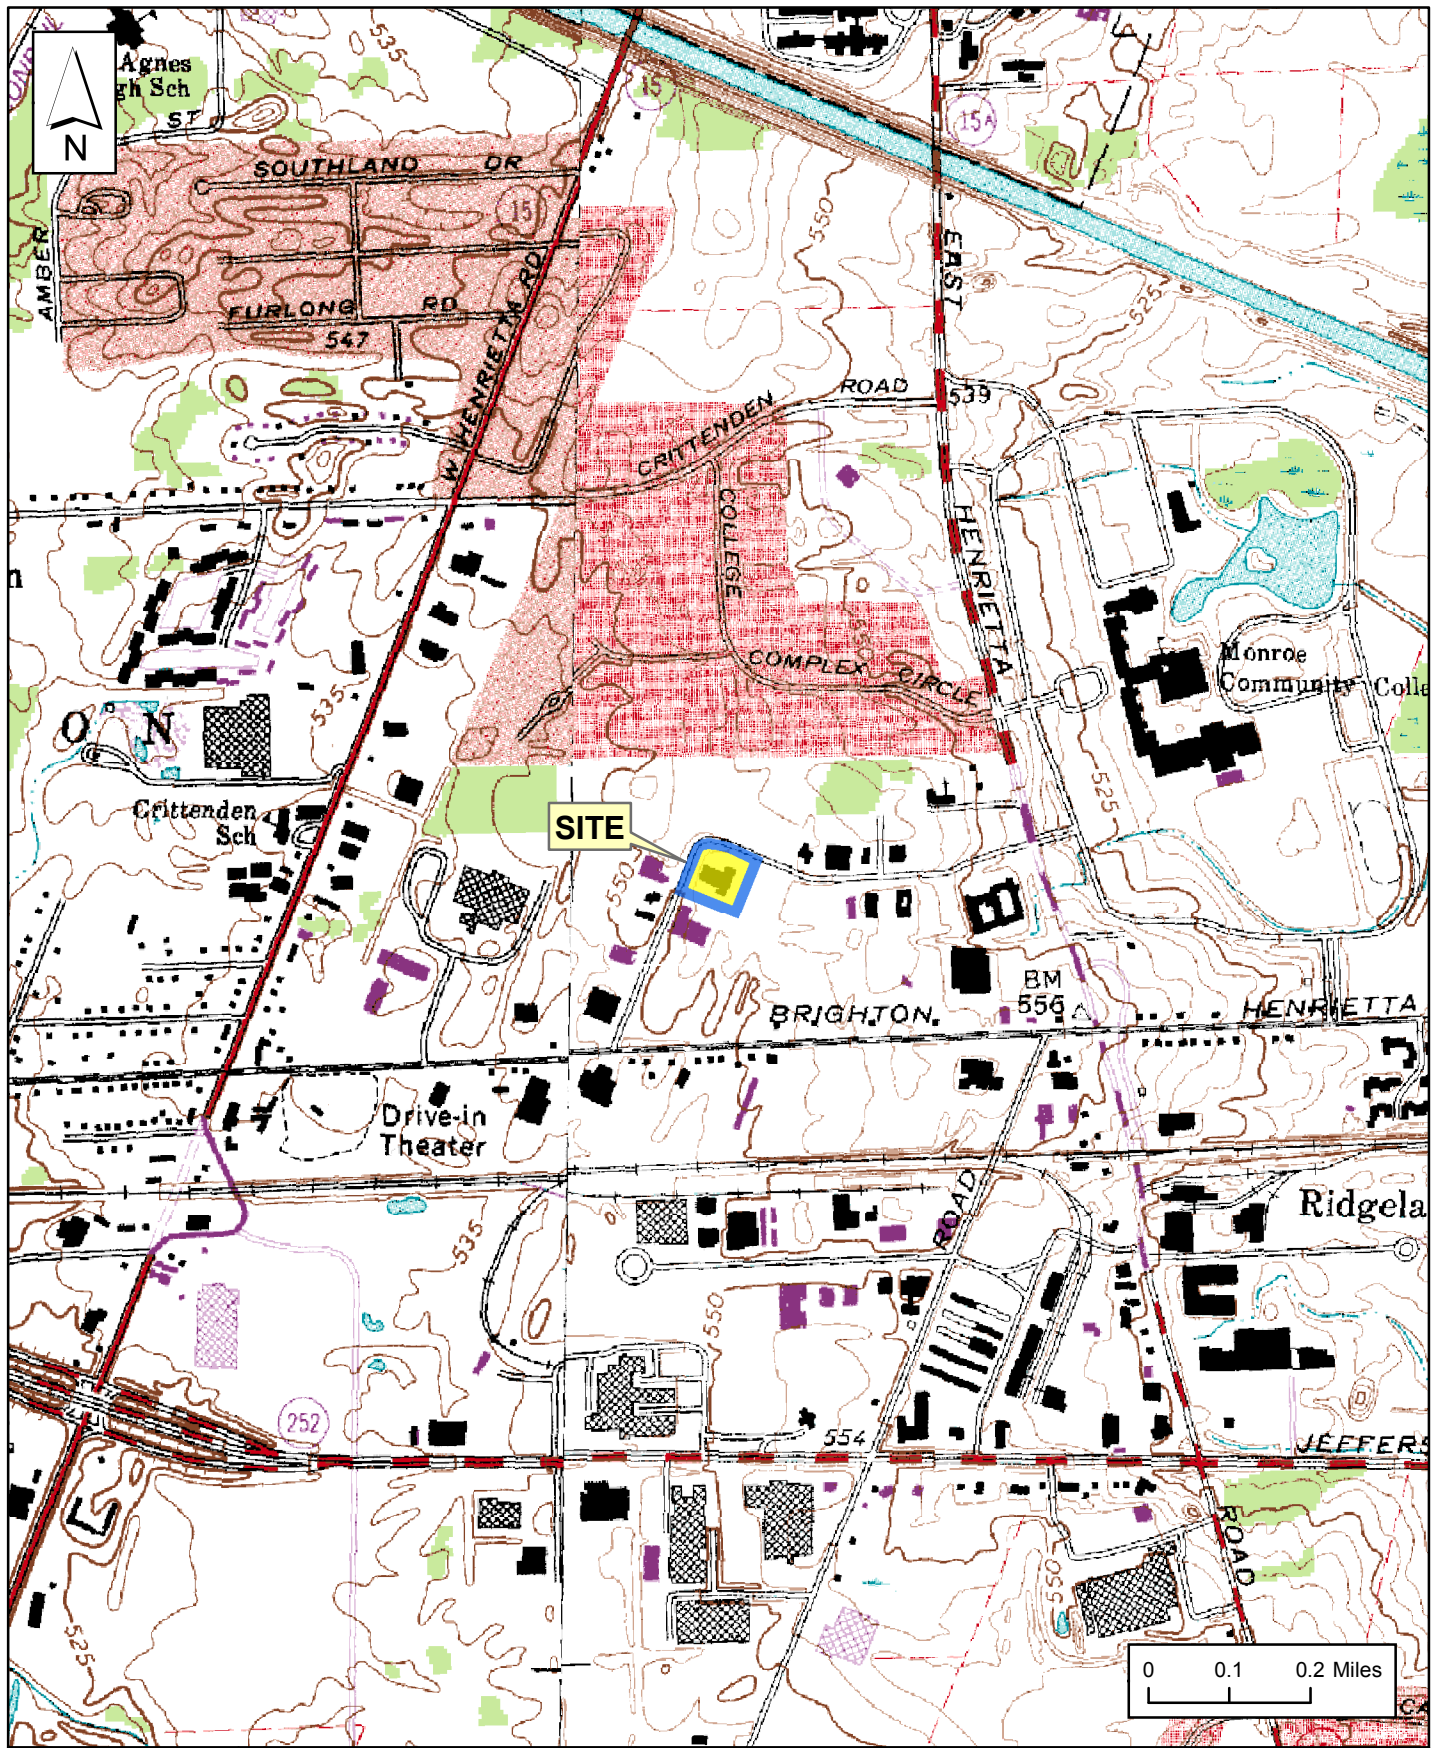 N
Agnes
gh Sch
ST
535
15
15A
SOUTHLAND DR
15
550
EAST
AMBER
FURLONG RD
547
W HENRIETTA RD
525
ROAD
539
CRITTENDEN
COLLEGE
HENRIETTA
n
550
COMPLEX CIRCLE
Monroe
Community Colle
535
O N
525
Crittenden
Sch
SITE
550
BM
556
BRIGHTON
HENRIETTA
Drive-in
Theater
ROAD
Ridgela
535
550
252
554
JEFFERS
ROAD
550
525
0 0.1 0.2 Miles